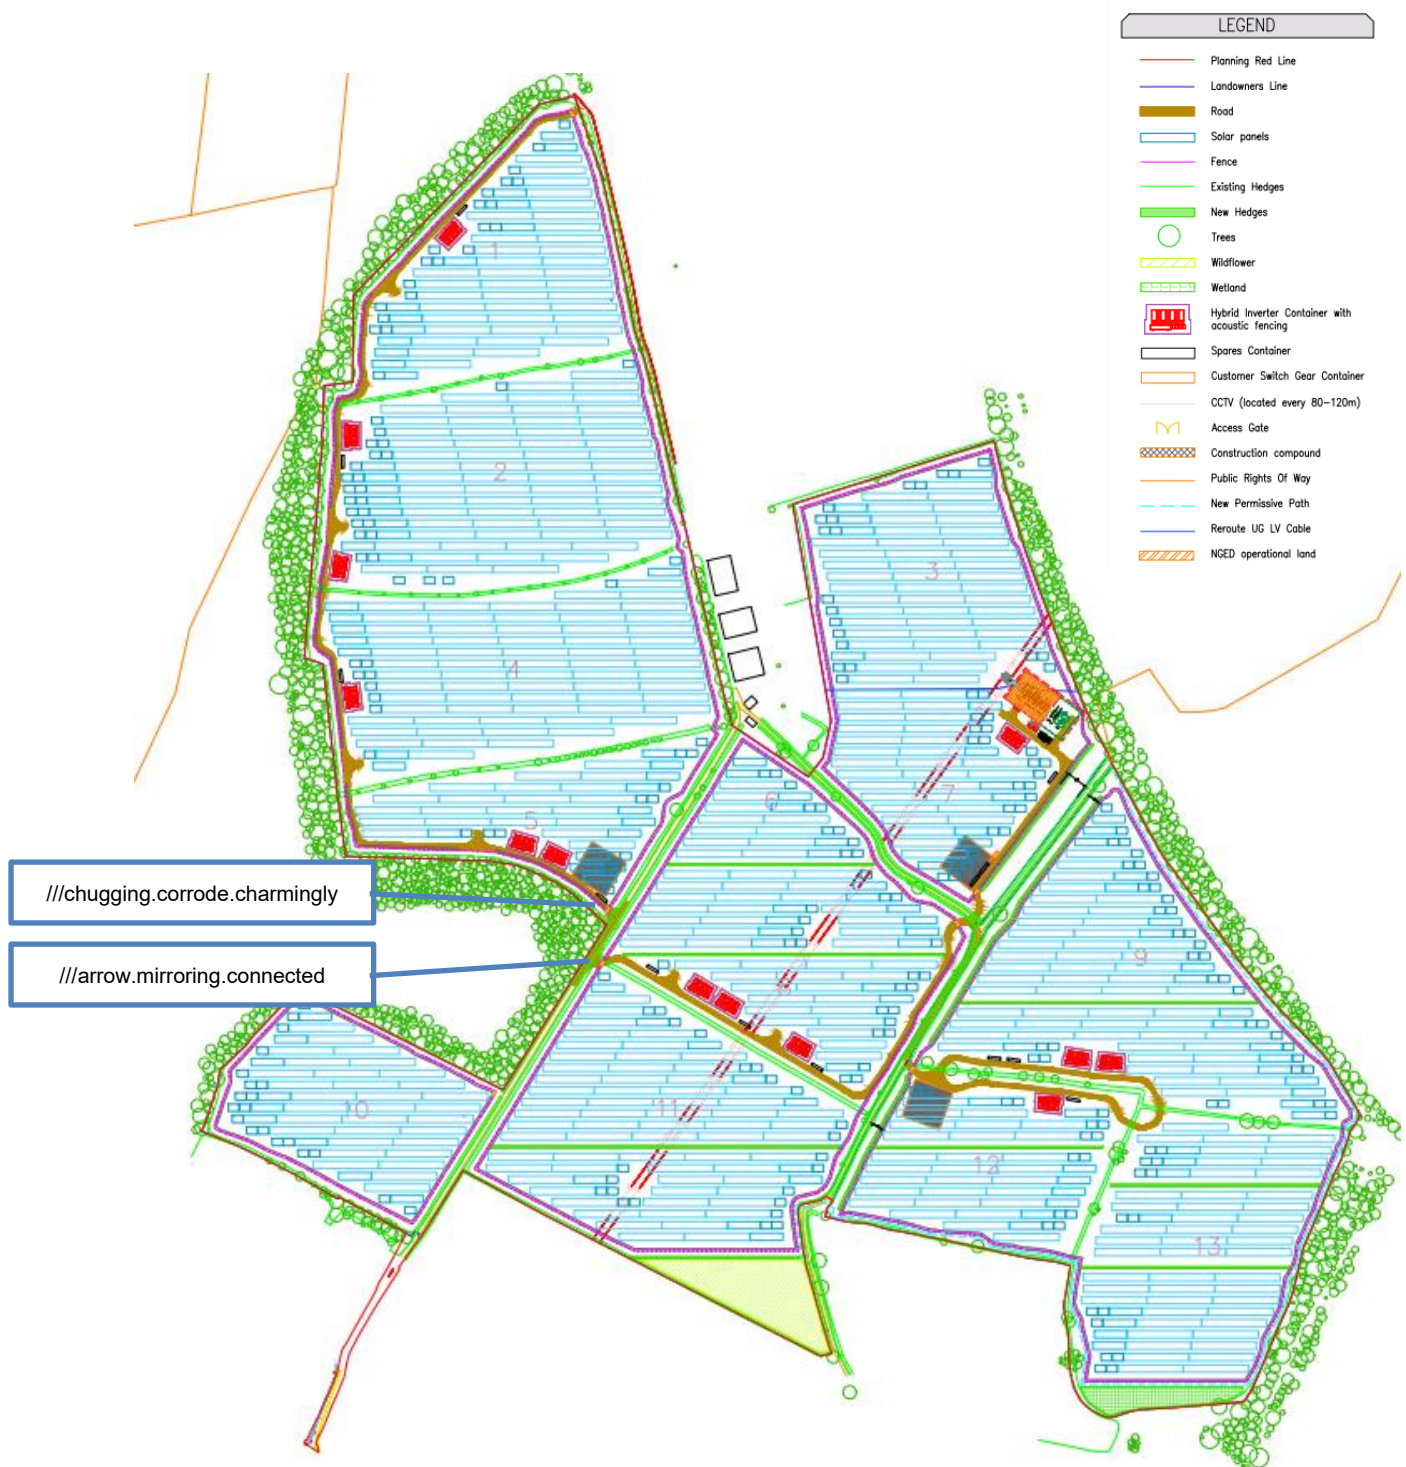 LEGEND
Planning Red Line
Landowners Line
Road
Solar panels
Fence
Existing Hedges
New Hedges
Trees
Wildflower
Wetland
Hybrid Inverter Container with
acoustic fencing
Spares Container
Customer Switch Gear Container
CCTV (located every 80-120m)
Access Gate
Construction compound
Public Rights Of Way
New Permissive Path
Reroute UG LV Cable
NGED operational land
1
2
3
4
5
6
7
9
10
11
12
13
///chugging.corrode.charmingly
///arrow.mirroring.connected